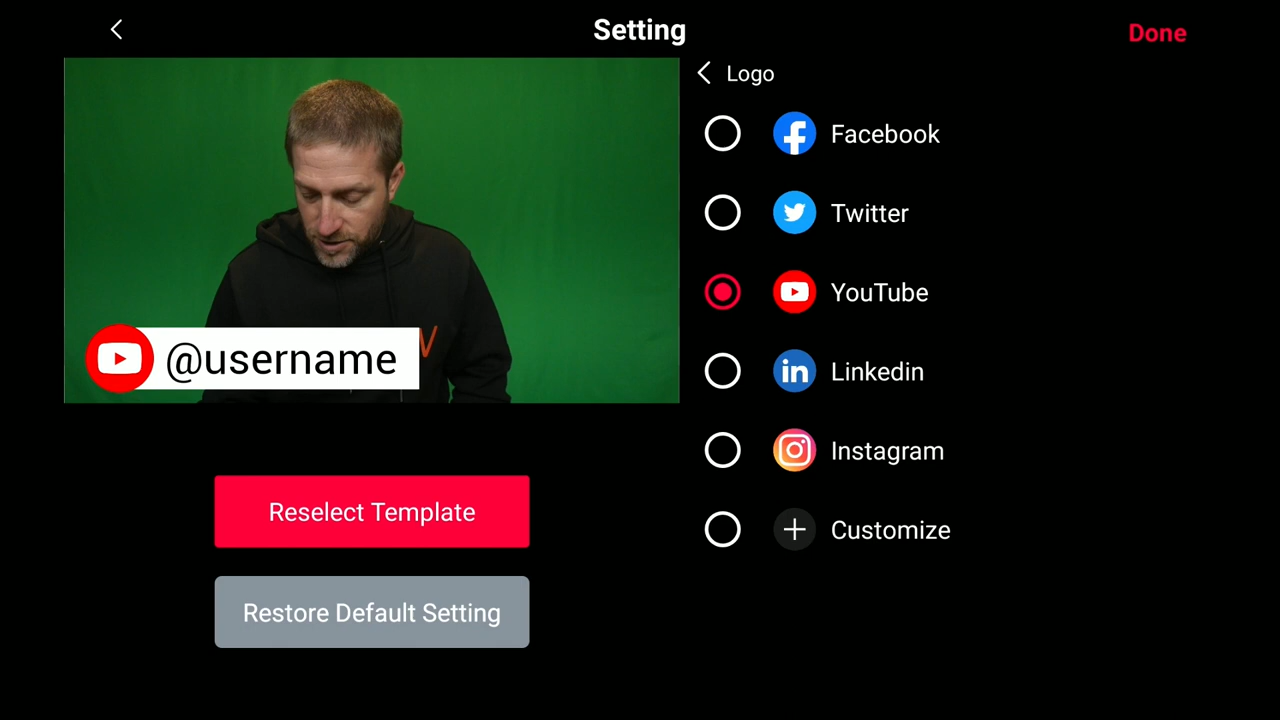 Setting
Done
Logo
Facebook
Twitter
YouTube
Linkedin
Instagram
Customize
@username
Reselect Template
Restore Default Setting